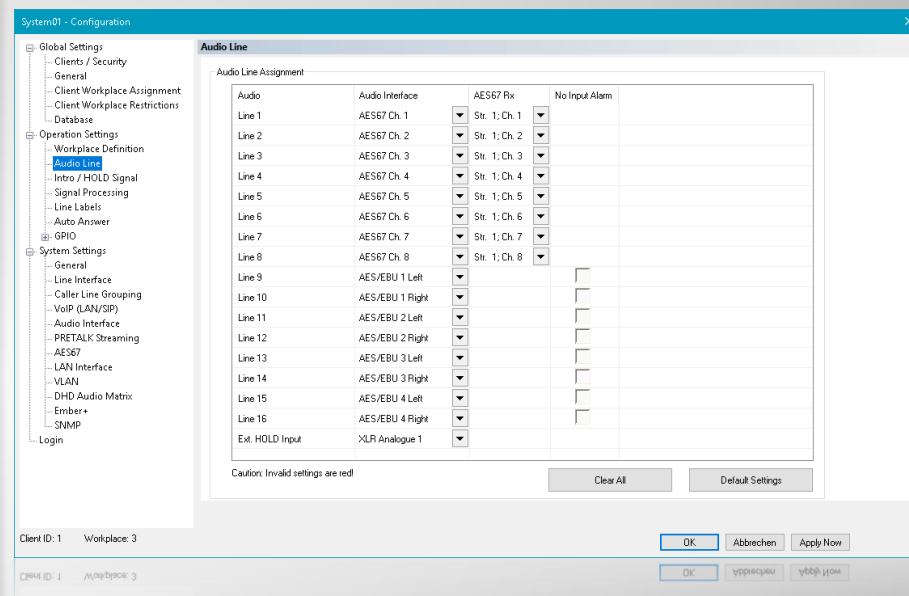 System01 - Configuration
Global Settings
Clients / Security
General
Client Workplace Assignment
Client Workplace Restrictions
Database
Operation Settings
Workplace Definition
Audio Line
Intro / HOLD Signal
Signal Processing
Line Labels
Auto Answer
GPIO
System Settings
General
Line Interface
Caller Line Grouping
VoIP (LAN/SIP)
Audio Interface
PRETALK Streaming
AES67
LAN Interface
VLAN
DHD Audio Matrix
Ember+
SNMP
Login
Audio Line
Audio Line Assignment
Audio Audio Interface AES67 Rx No Input Alarm
Line 1 AES67 Ch. 1 Str. 1; Ch. 1
Line 2 AES67 Ch. 2 Str. 1; Ch. 2
Line 3 AES67 Ch. 3 Str. 1; Ch. 3
Line 4 AES67 Ch. 4 Str. 1; Ch. 4
Line 5 AES67 Ch. 5 Str. 1; Ch. 5
Line 6 AES67 Ch. 6 Str. 1; Ch. 6
Line 7 AES67 Ch. 7 Str. 1; Ch. 7
Line 8 AES67 Ch. 8 Str. 1; Ch. 8
Line 9 AES/EBU 1 Left
Line 10 AES/EBU 1 Right
Line 11 AES/EBU 2 Left
Line 12 AES/EBU 2 Right
Line 13 AES/EBU 3 Left
Line 14 AES/EBU 3 Right
Line 15 AES/EBU 4 Left
Line 16 AES/EBU 4 Right
Ext. HOLD Input XLR Analogue 1
Caution: Invalid settings are red!
Clear All Default Settings
Client ID: 1 Workplace: 3
OK Abbrechen Apply Now